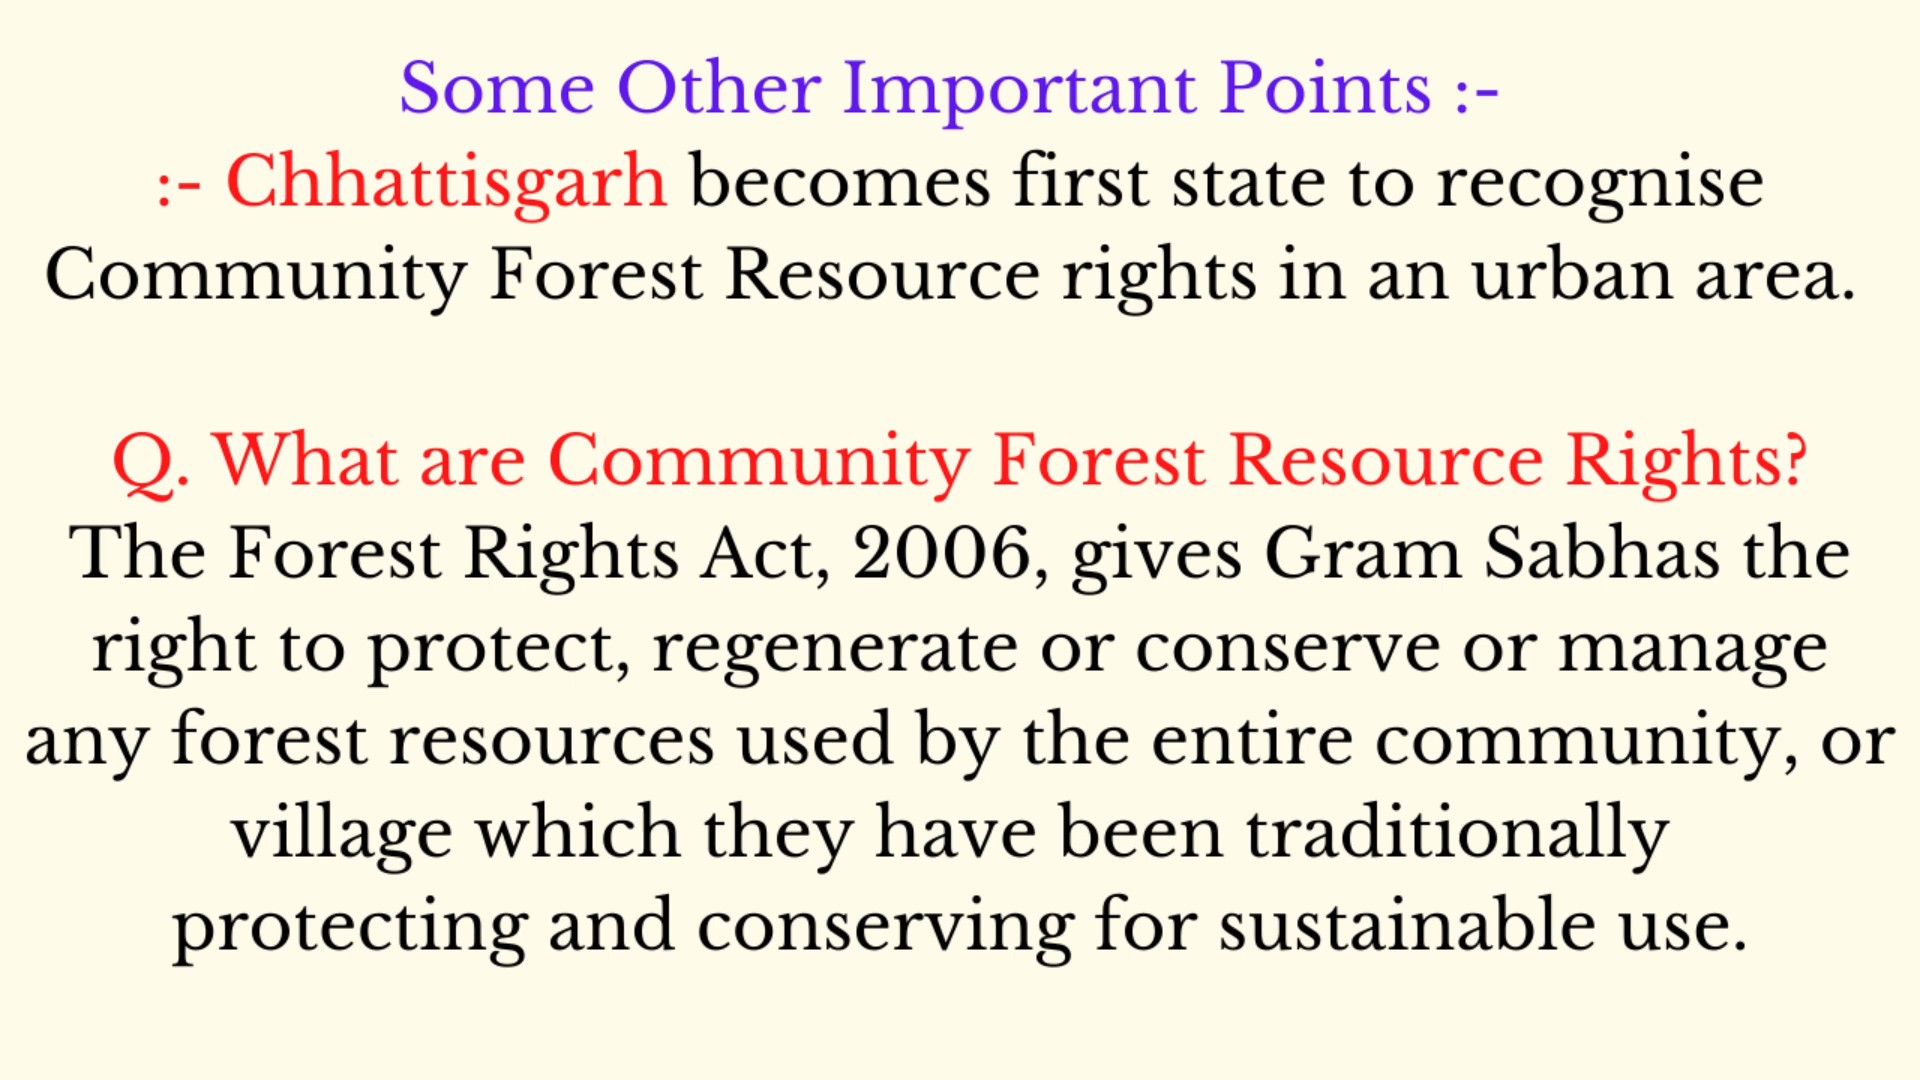 Some Other Important Points :-
:- Chhattisgarh becomes first state to recognise
Community Forest Resource rights in an urban area.
Q. What are Community Forest Resource Rights?
The Forest Rights Act, 2006, gives Gram Sabhas the
right to protect, regenerate or conserve or manage
any forest resources used by the entire community, or
village which they have been traditionally
protecting and conserving for sustainable use.